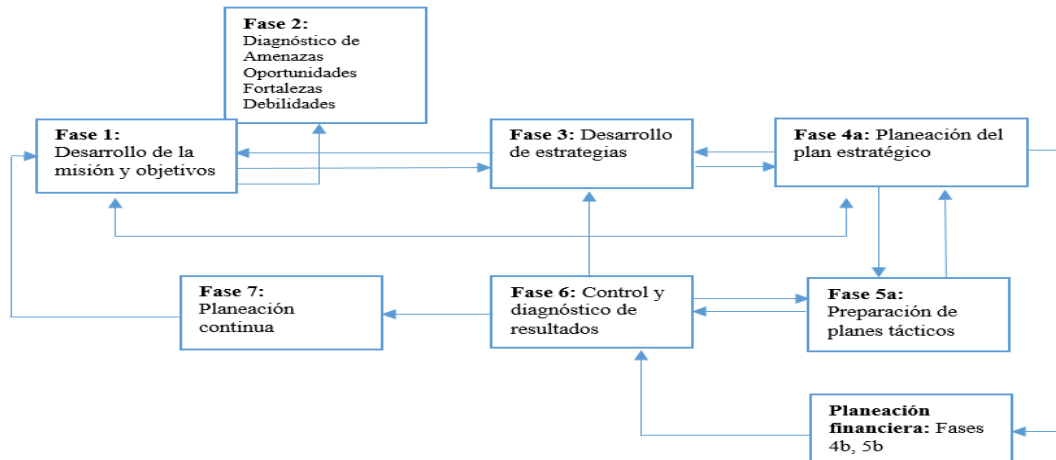 Fase 2:
Diagnóstico de
Amenazas
Oportunidades
Fortalezas
Debilidades
Fase 1:
Desarrollo de la
misión y objetivos
Fase 3: Desarrollo
de estrategias
Fase 4a: Planeación del
plan estratégico
Fase 7:
Planeación
continua
Fase 6: Control y
diagnóstico de
resultados
Fase 5a:
Preparación de
planes tácticos
Planeación
financiera: Fases
4b, 5b